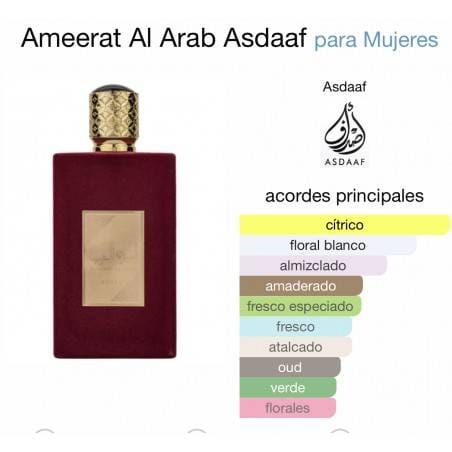 Ameerat Al Arab Asdaaf para Mujeres
Asdaaf
أصداف
ASDAAF
acordes principales
cítrico
floral blanco
almizclado
amaderado
fresco especiado
fresco
atalcado
oud
verde
florales